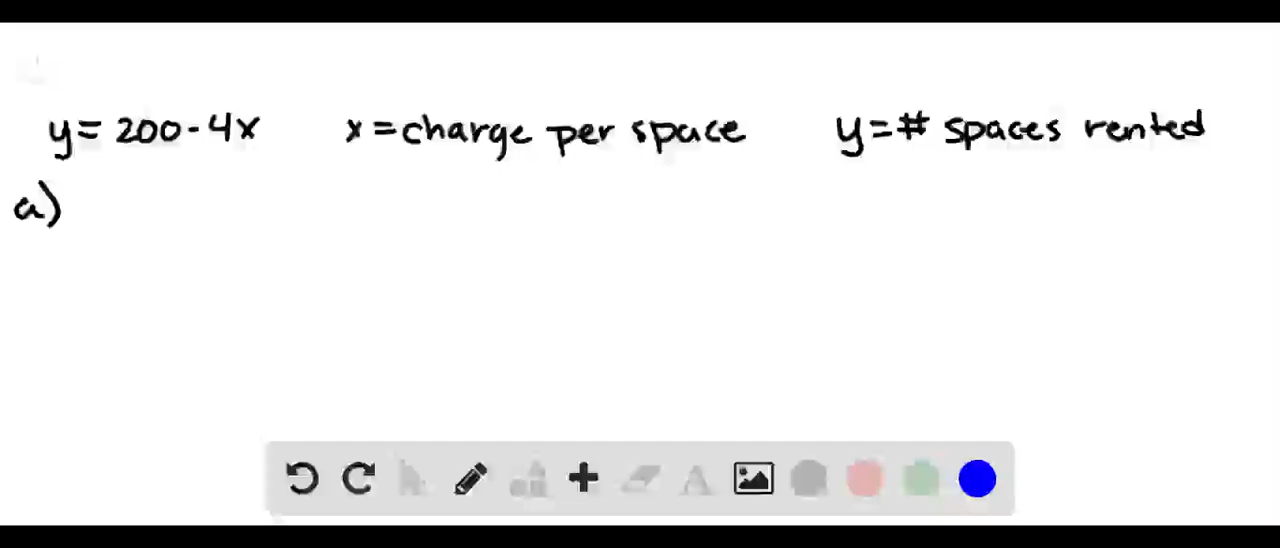 y = 200 - 4x x = charge per space y = # spaces rented
a)